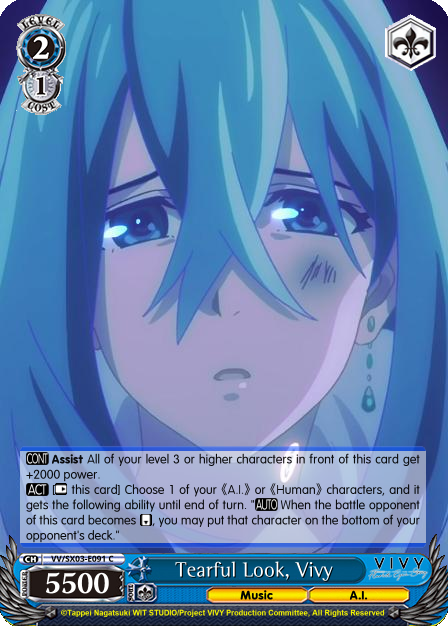 LEVEL
2
1
COST
CONT Assist All of your level 3 or higher characters in front of this card get
+2000 power.
ACT [ this card] Choose 1 of your 《A.I.》 or 《Human》 characters, and it
gets the following ability until end of turn. "AUTO When the battle opponent
of this card becomes [ ], you may put that character on the bottom of your
opponent's deck."
CH VV/SX03-E091 C
POWER 5500 SOUL Tearful Look, Vivy VIVY
Music A.I.
©Tappei Nagatsuki WIT STUDIO/Project VIVY Production Committee, All Rights Reserved